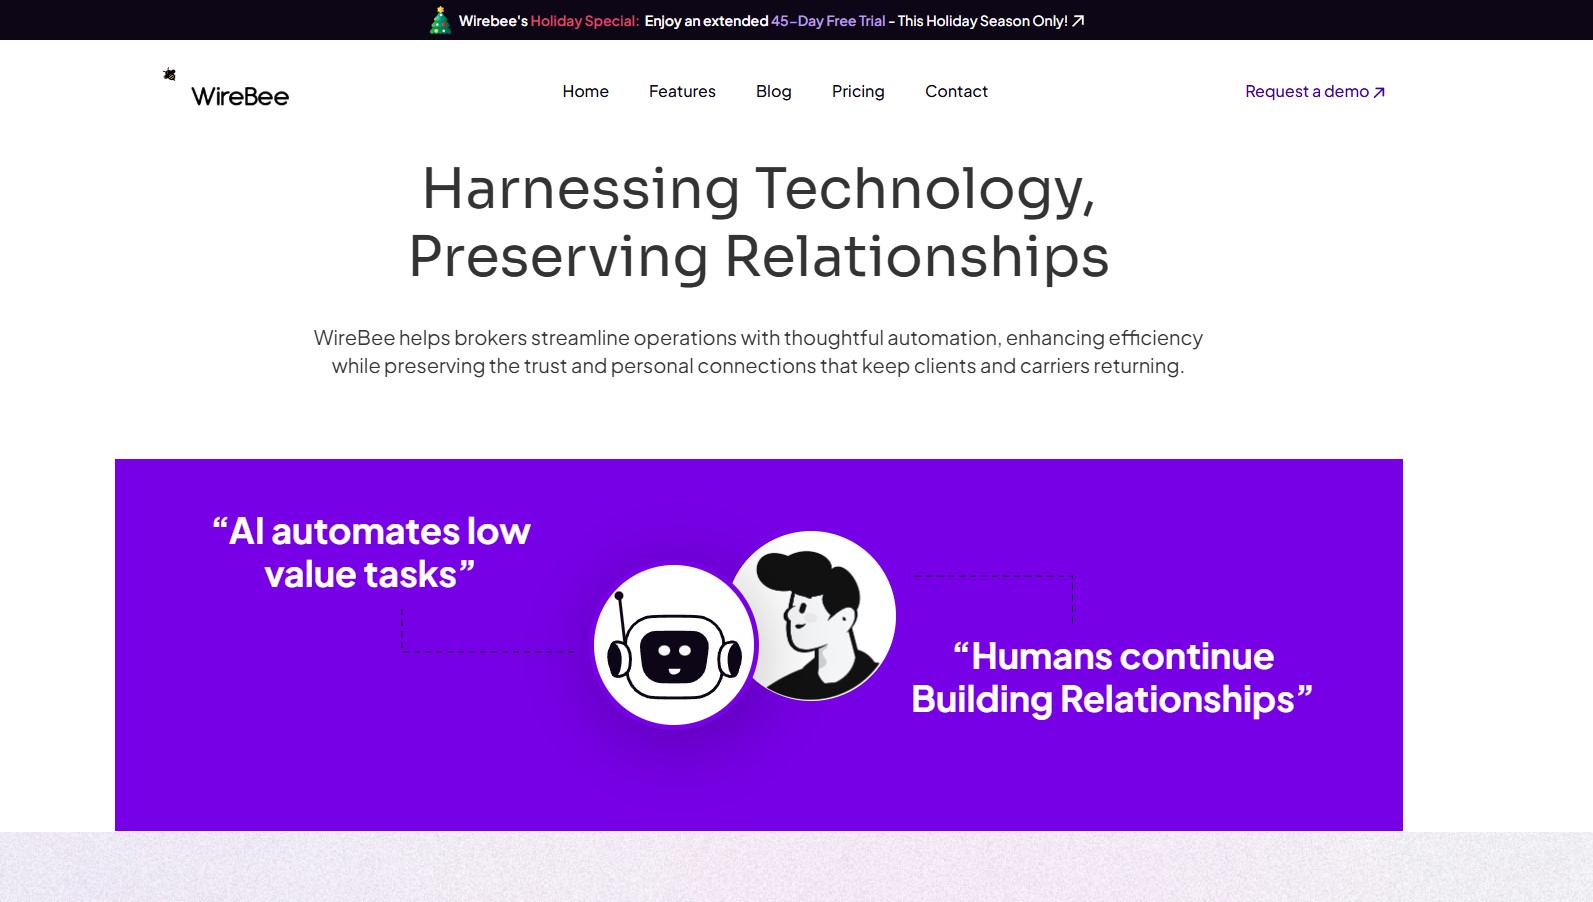 Wirebee's Holiday Special: Enjoy an extended 45-Day Free Trial - This Holiday Season Only!
WireBee
Home Features Blog Pricing Contact
Request a demo
Harnessing Technology,
Preserving Relationships
WireBee helps brokers streamline operations with thoughtful automation, enhancing efficiency
while preserving the trust and personal connections that keep clients and carriers returning.
“AI automates low
value tasks”
“Humans continue
Building Relationships”